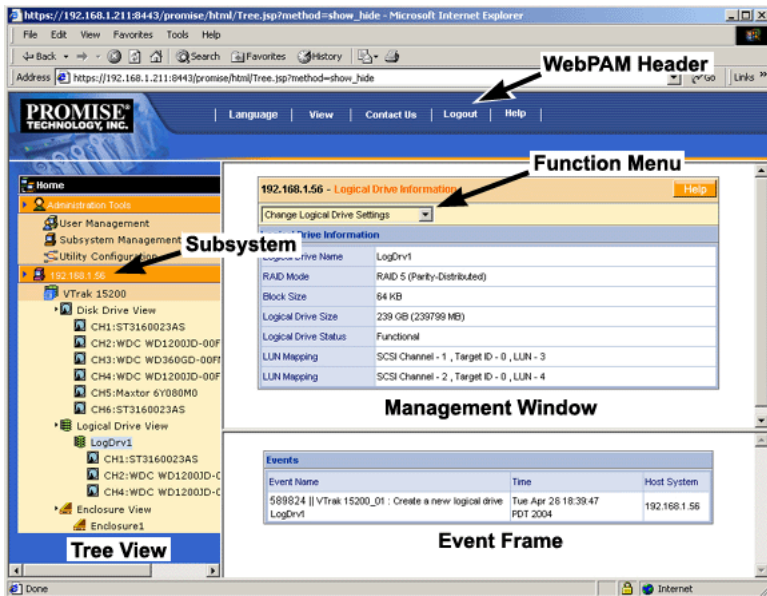 https://192.168.1.211:8443/promise/html/Tree.jsp?method=show_hide - Microsoft Internet Explorer
File Edit View Favorites Tools Help
Back Search Favorites History
Address https://192.168.1.211:8443/promise/html/Tree.jsp?method=show_hide Go Links »
WebPAM Header
PROMISE®
TECHNOLOGY, INC.
| Language | View | Contact Us | Logout | Help |
Function Menu
Home
Administration Tools
User Management
Subsystem Management
Utility Configuration
Subsystem
192.168.1.56
VTrak 15200
Disk Drive View
CH1:ST3160023AS
CH2:WDC WD1200JD-00F
CH3:WDC WD360GD-00F
CH4:WDC WD1200JD-00F
CH5:Maxtor 6Y080M0
CH6:ST3160023AS
Logical Drive View
LogDrv1
CH1:ST3160023AS
CH2:WDC WD1200JD-0
CH4:WDC WD1200JD-0
Enclosure View
Enclosure1
Tree View
192.168.1.56 - Logical Drive Information
Help
Change Logical Drive Settings
Logical Drive Information
Logical Drive Name LogDrv1
RAID Mode RAID 5 (Parity-Distributed)
Block Size 64 KB
Logical Drive Size 239 GB (239799 MB)
Logical Drive Status Functional
LUN Mapping SCSI Channel - 1 , Target ID - 0 , LUN - 3
LUN Mapping SCSI Channel - 2 , Target ID - 0 , LUN - 4
Management Window
Events
Event Name Time Host System
589824 || VTrak 15200_01 : Create a new logical drive LogDrv1 Tue Apr 26 18:39:47 PDT 2004 192.168.1.56
Event Frame
Done Internet